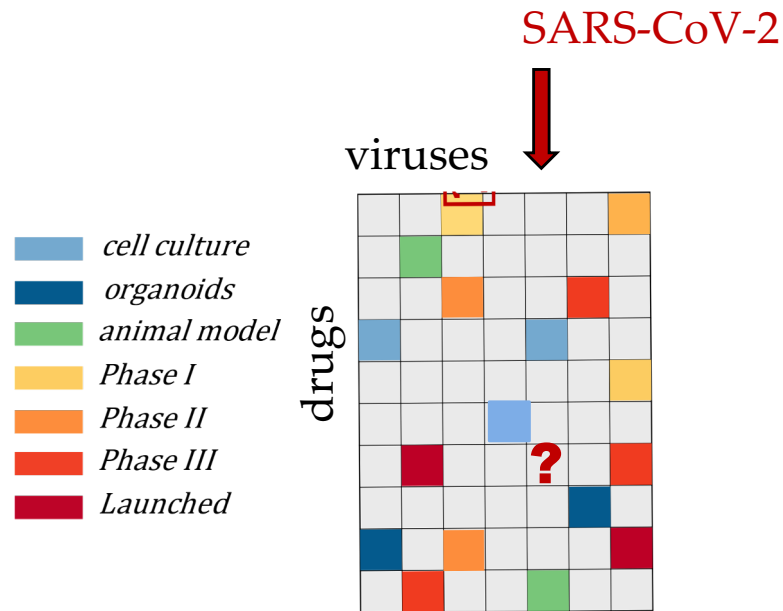 SARS-CoV-2
viruses
drugs
cell culture
organoids
animal model
Phase I
Phase II
Phase III
Launched
?